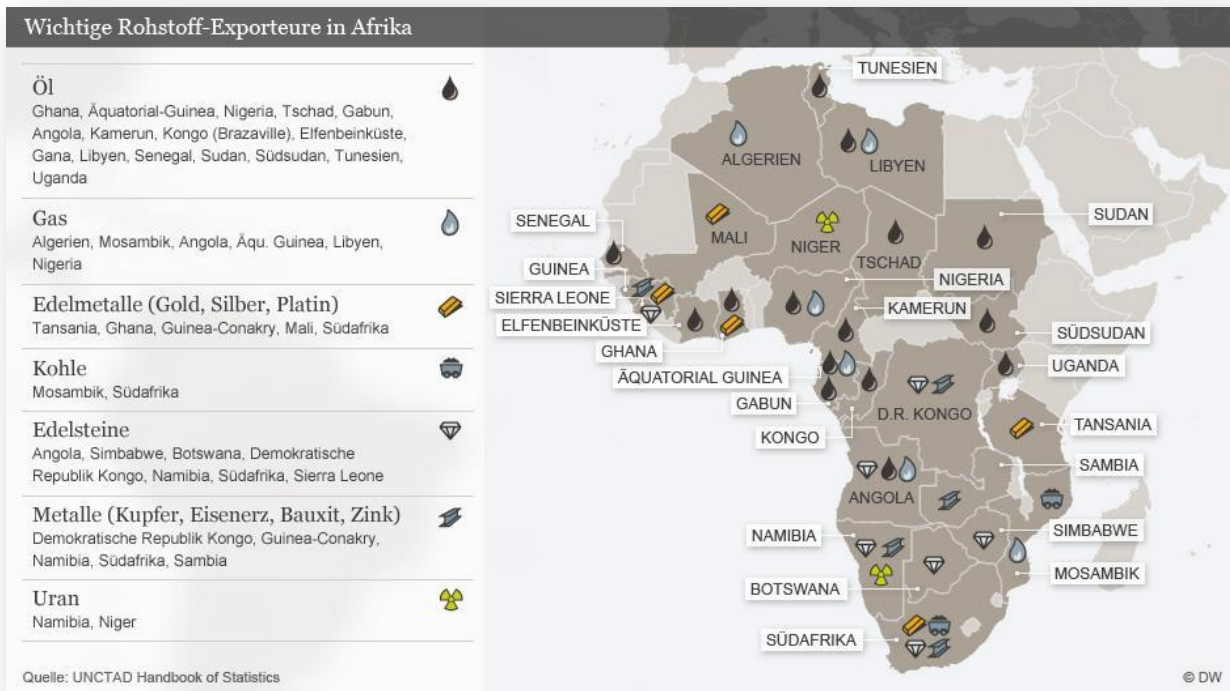 Wichtige Rohstoff-Exporteure in Afrika
Öl
Ghana, Äquatorial-Guinea, Nigeria, Tschad, Gabun,
Angola, Kamerun, Kongo (Brazaville), Elfenbeinküste,
Gana, Libyen, Senegal, Sudan, Südsudan, Tunesien,
Uganda
Gas
Algerien, Mosambik, Angola, Äqu. Guinea, Libyen,
Nigeria
Edelmetalle (Gold, Silber, Platin)
Tansania, Ghana, Guinea-Conakry, Mali, Südafrika
Kohle
Mosambik, Südafrika
Edelsteine
Angola, Simbabwe, Botswana, Demokratische
Republik Kongo, Namibia, Südafrika, Sierra Leone
Metalle (Kupfer, Eisenerz, Bauxit, Zink)
Demokratische Republik Kongo, Guinea-Conakry,
Namibia, Südafrika, Sambia
Uran
Namibia, Niger
Quelle: UNCTAD Handbook of Statistics
TUNESIEN
ALGERIEN
LIBYEN
SENEGAL
MALI
NIGER
TSCHAD
SUDAN
GUINEA
NIGERIA
SIERRA LEONE
KAMERUN
ELFENBEINKÜSTE
SÜDSUDAN
GHANA
UGANDA
ÄQUATORIAL GUINEA
GABUN
D.R. KONGO
KONGO
TANSANIA
SAMBIA
ANGOLA
NAMIBIA
SIMBABWE
MOSAMBIK
BOTSWANA
SÜDAFRIKA
© DW